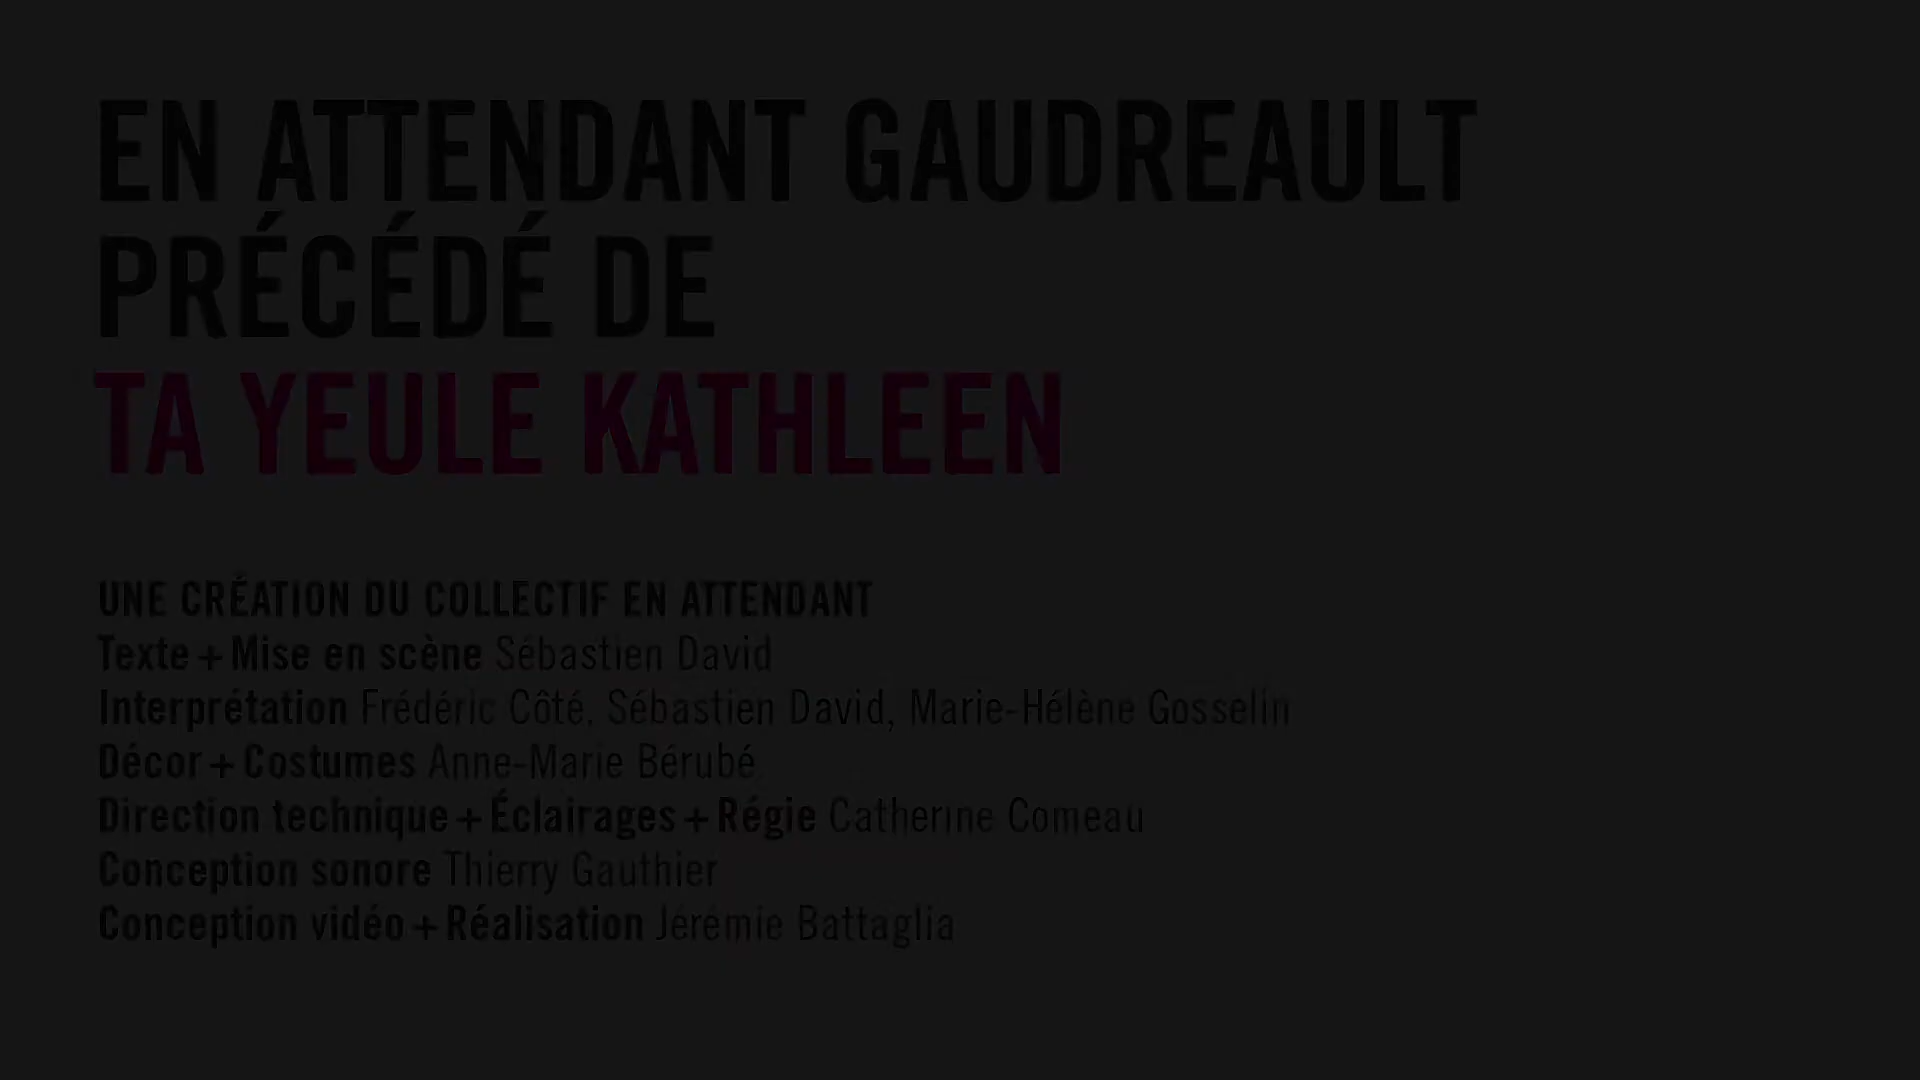 EN ATTENDANT GAUDREAULT
PRÉCÉDÉ DE
TA YEULE KATHLEEN
UNE CRÉATION DU COLLECTIF EN ATTENDANT
Texte + Mise en scène Sébastien David
Interprétation Frédéric Côté, Sébastien David, Marie-Hélène Gosselin
Décor + Costumes Anne-Marie Bérubé
Direction technique + Éclairages + Régie Catherine Comeau
Conception sonore Thierry Gauthier
Conception vidéo + Réalisation Jérémie Battaglia